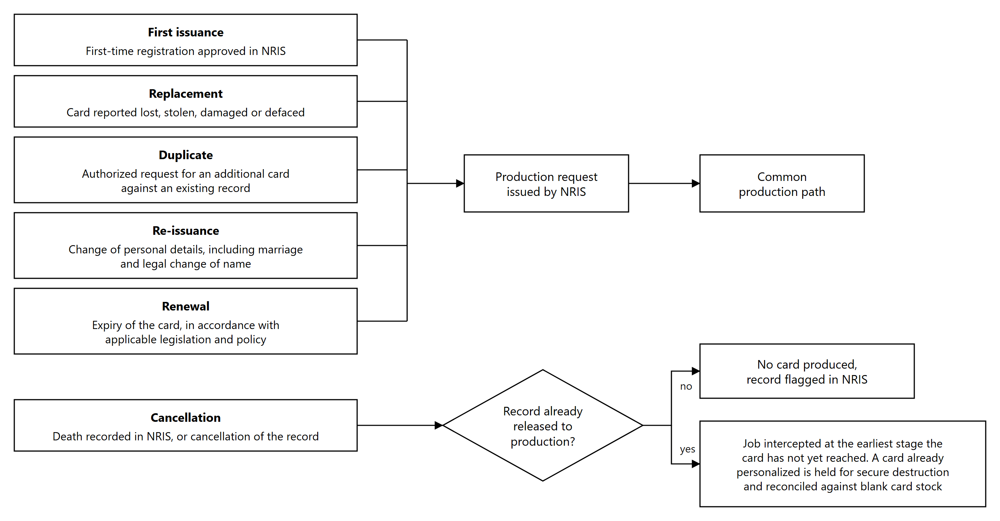 First issuance
First-time registration approved in NRIS
Replacement
Card reported lost, stolen, damaged or defaced
Duplicate
Authorized request for an additional card
against an existing record
Re-issuance
Change of personal details, including marriage
and legal change of name
Renewal
Expiry of the card, in accordance with
applicable legislation and policy
Production request
issued by NRIS
Common
production path
Cancellation
Death recorded in NRIS, or cancellation of the record
Record already
released to
production?
no
No card produced,
record flagged in NRIS
yes
Job intercepted at the earliest stage the
card has not yet reached. A card already
personalized is held for secure destruction
and reconciled against blank card stock